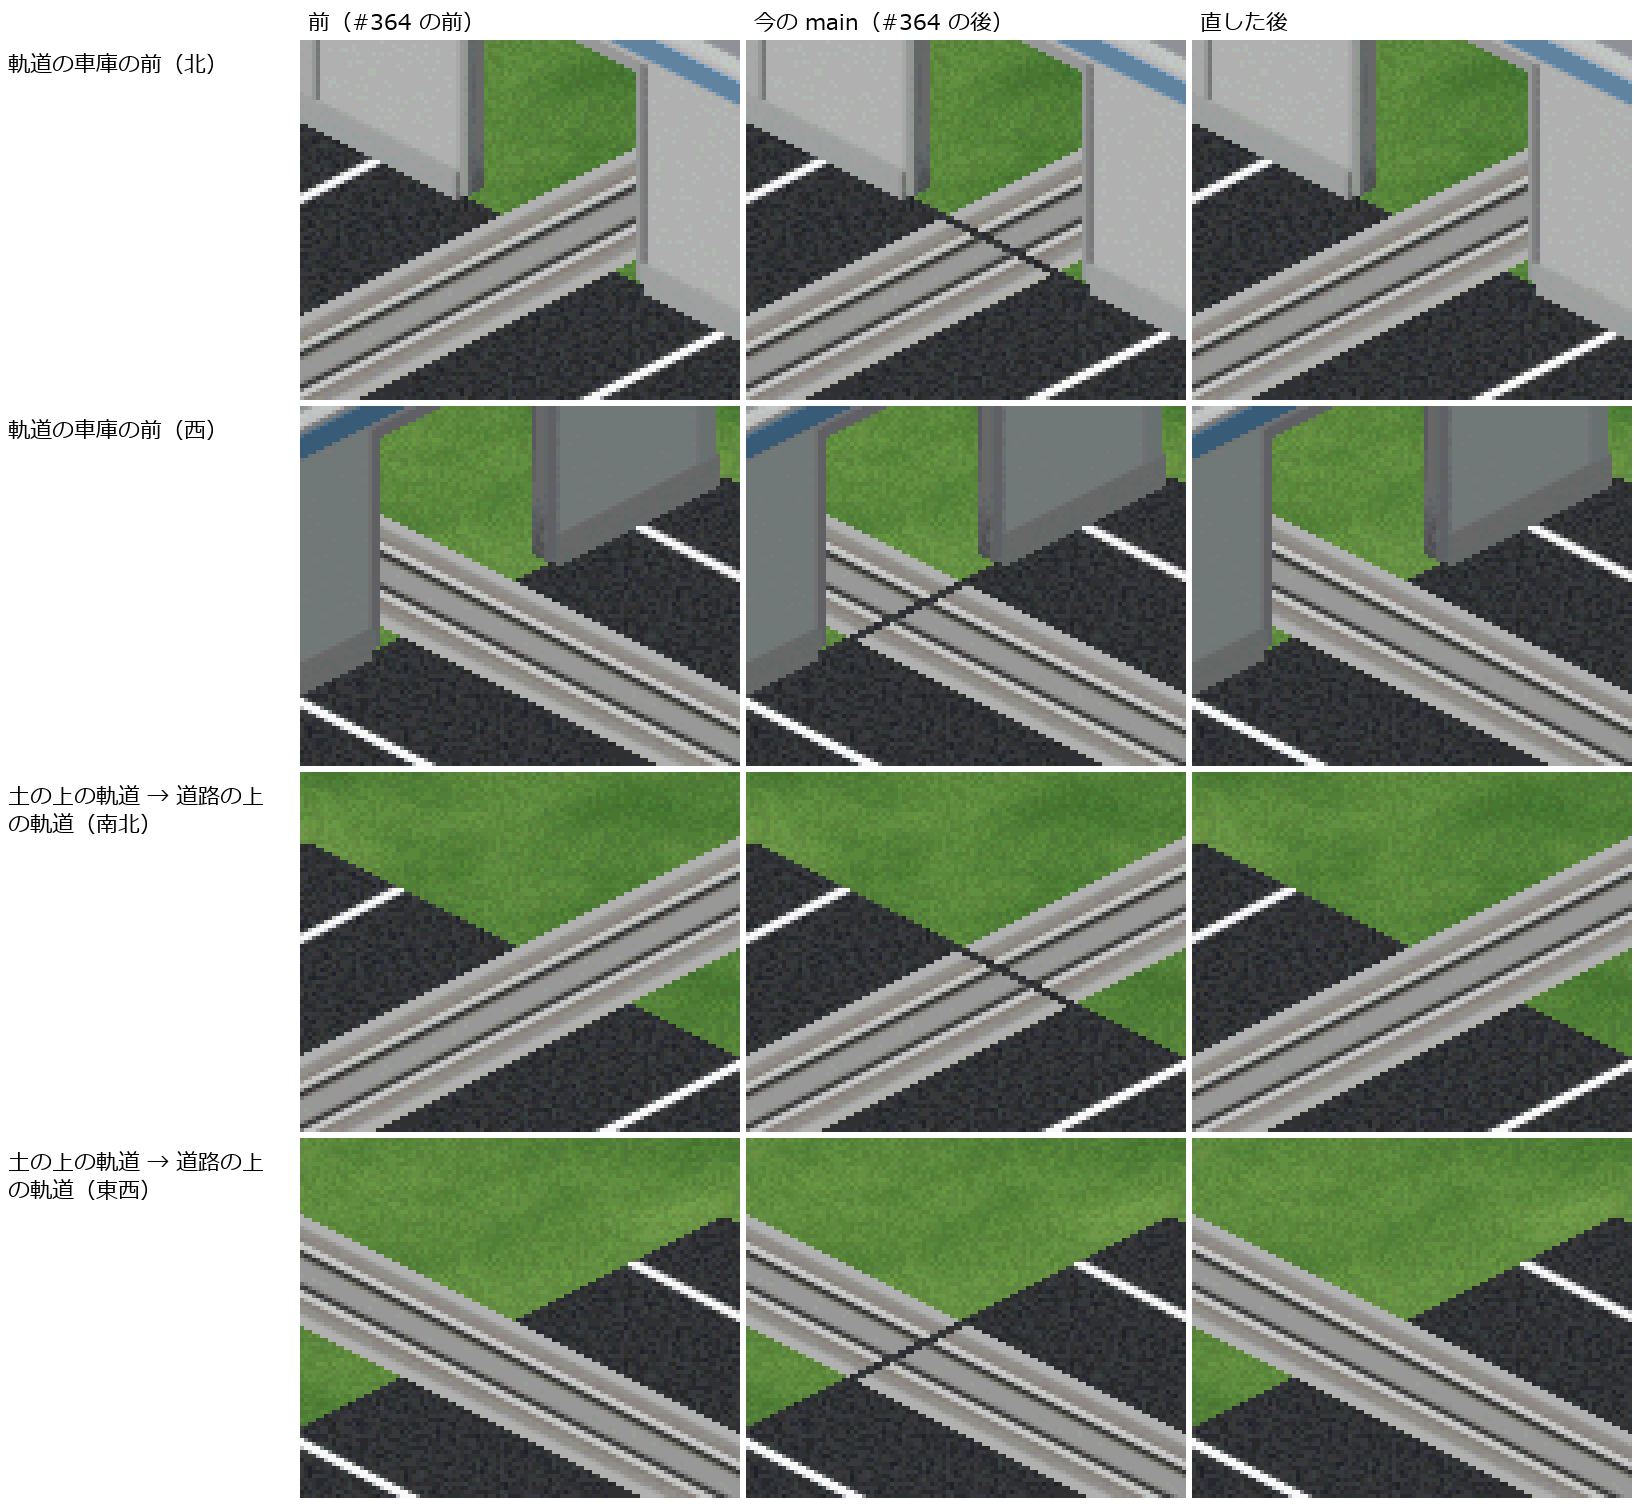 前（#364 の前）
今の main（#364 の後）
直した後
軌道の車庫の前（北）
軌道の車庫の前（西）
土の上の軌道 → 道路の上
の軌道（南北）
土の上の軌道 → 道路の上
の軌道（東西）